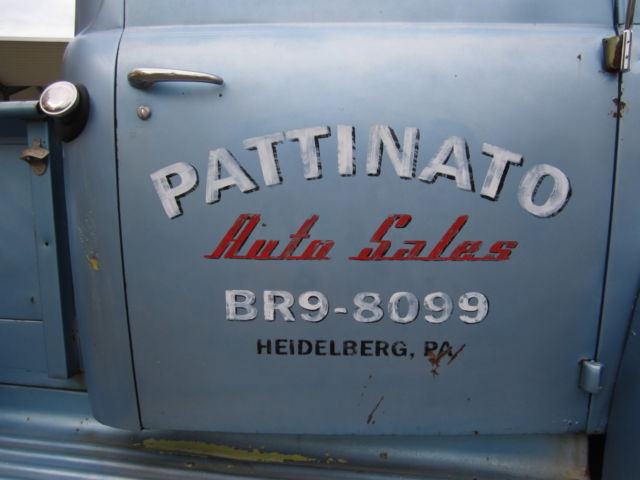 PATTINATO
Auto Sales
BR9-8099
HEIDELBERG, PA